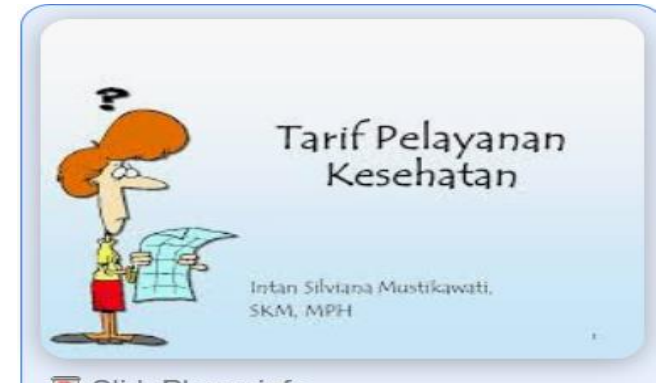 ?
Tarif Pelayanan
Kesehatan
Intan Silviana Mustikawati,
SKM, MPH